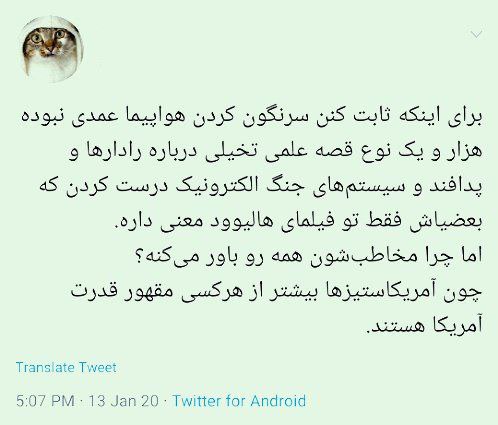 برای اینکه ثابت کنن سرنگون کردن هواپیما عمدی نبوده
هزار و یک نوع قصه علمی تخیلی درباره رادارها و
پدافند و سیستم‌های جنگ الکترونیک درست کردن که
بعضیاش فقط تو فیلمای هالیوود معنی داره.
اما چرا مخاطب‌شون همه رو باور می‌کنه؟
چون آمریکاستیزها بیشتر از هرکسی مقهور قدرت
آمریکا هستند.
Translate Tweet
5:07 PM · 13 Jan 20 · Twitter for Android